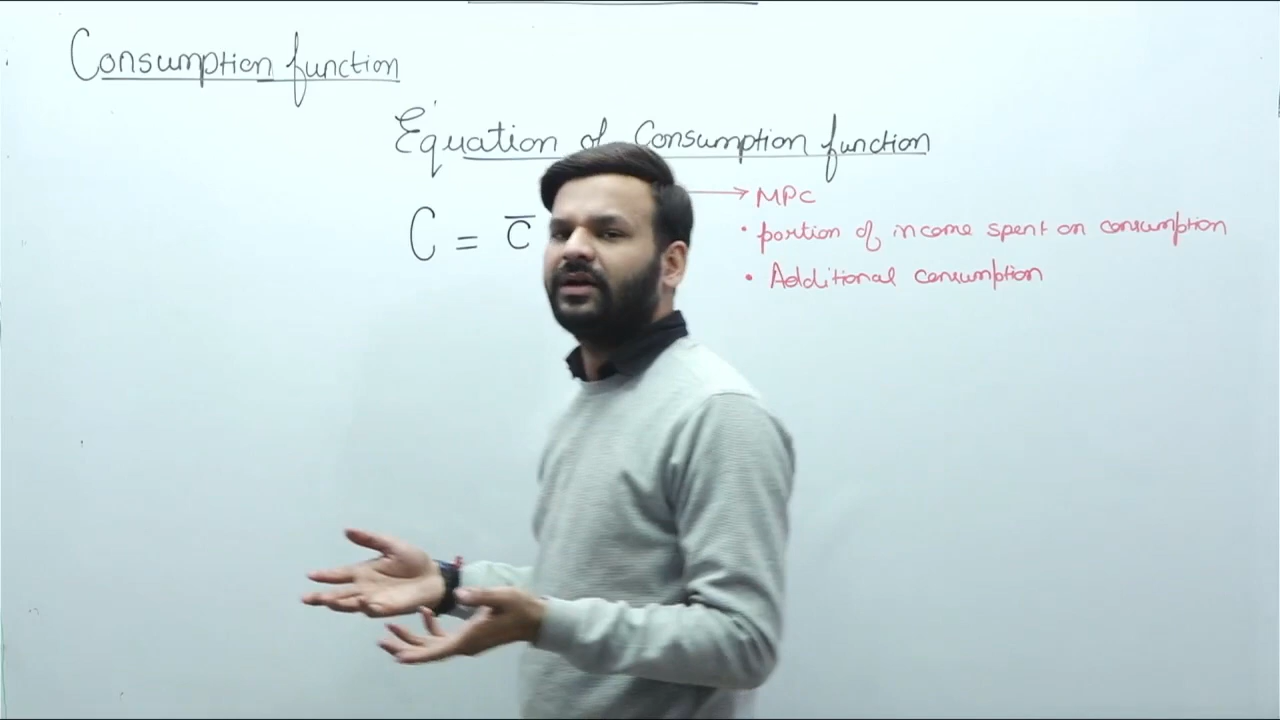 Consumption function
Equation of Consumption function
→ MPC
C = C̅
• portion of income spent on consumption
• Additional consumption